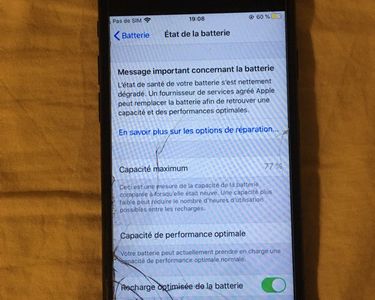 Pas de SIM 19:08 60 %
Batterie État de la batterie
Message important concernant la batterie
L'état de santé de votre batterie s'est nettement
dégradé. Un fournisseur de services agréé Apple
peut remplacer la batterie afin de retrouver une
capacité et des performances optimales.
En savoir plus sur les options de réparation...
Capacité maximum 77 %
Ceci est une mesure de la capacité de la batterie
comparée à lorsqu'elle était neuve. Une capacité plus
faible peut réduire le nombre d'heures d'utilisation
possibles entre les recharges.
Capacité de performance optimale
Votre batterie peut actuellement prendre en charge une
capacité de performance optimale normale.
Recharge optimisée de la batterie